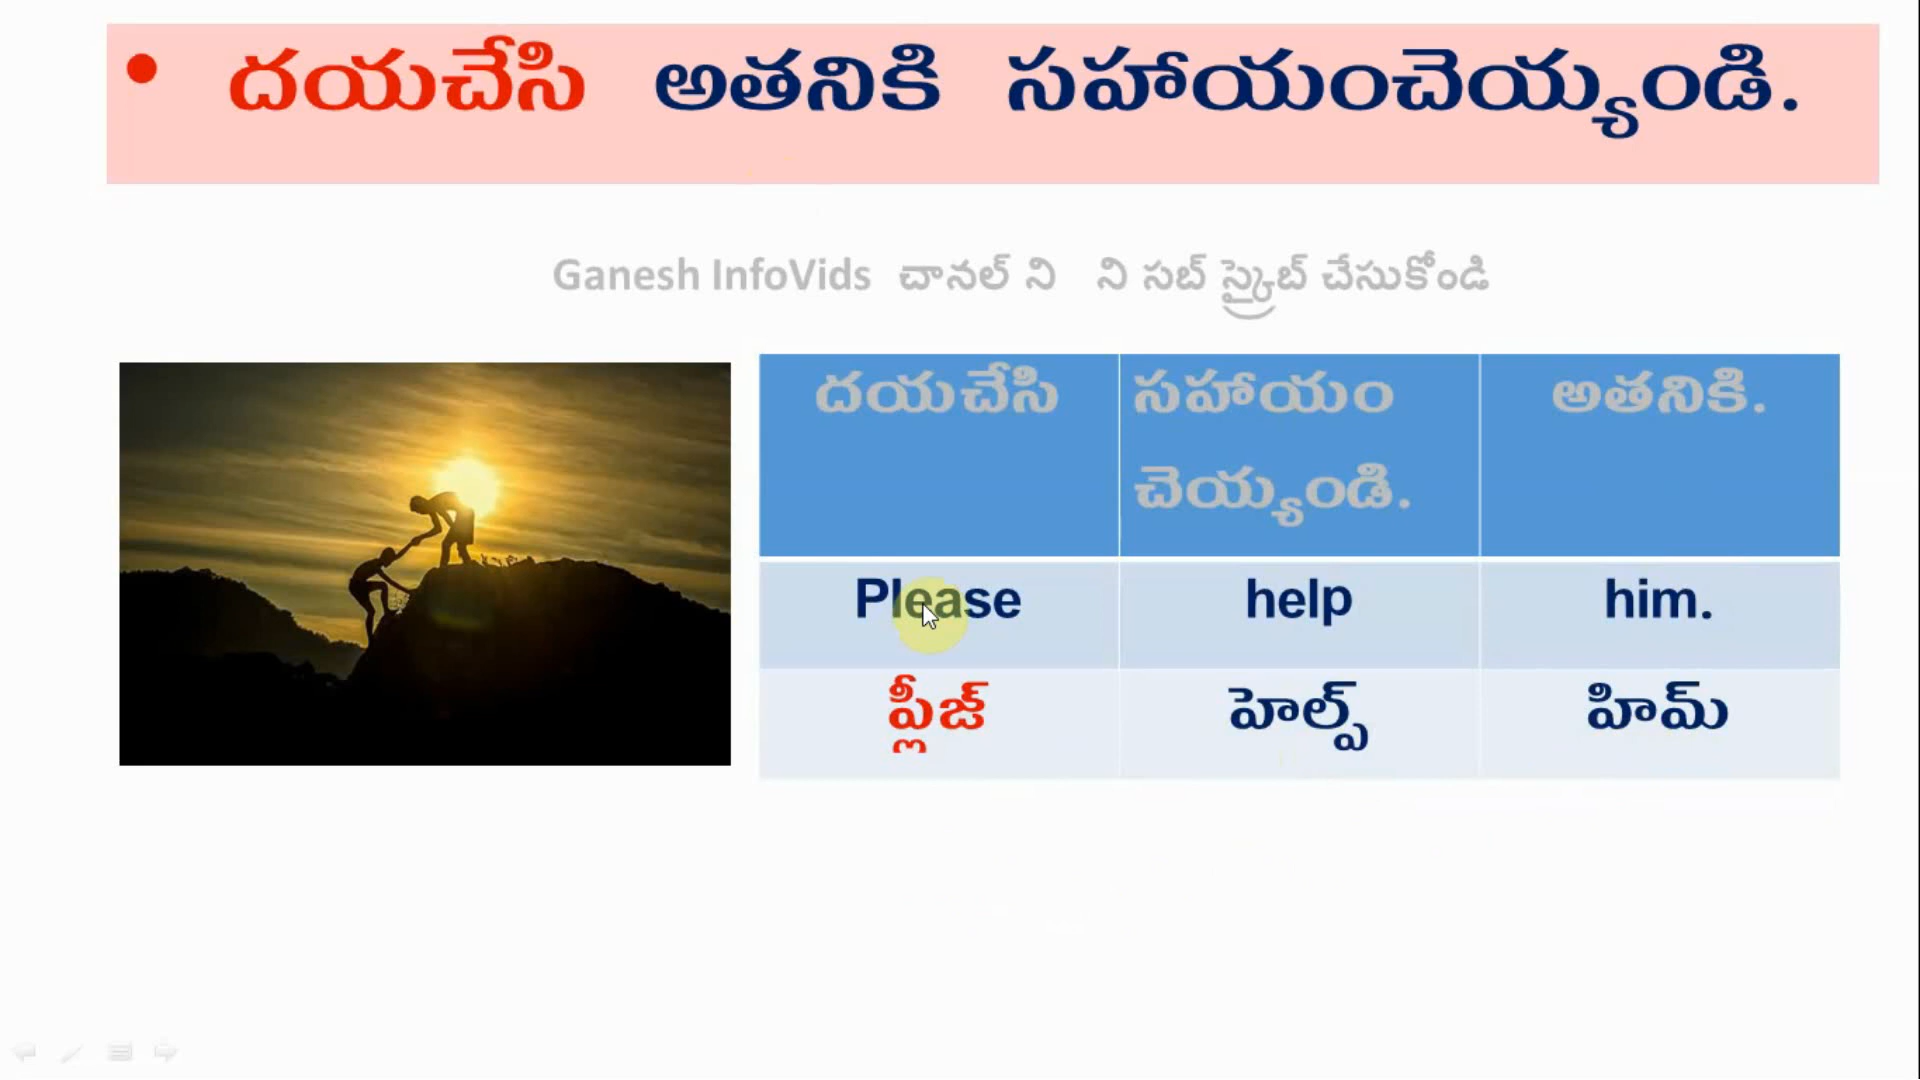 • దయచేసి అతనికి సహాయంచెయ్యండి.
Ganesh InfoVids చానల్ ని ని సబ్ స్క్రైబ్ చేసుకోండి
దయచేసి సహాయం అతనికి.
చెయ్యండి.
Please help him.
ప్లీజ్ హెల్ప్ హిమ్